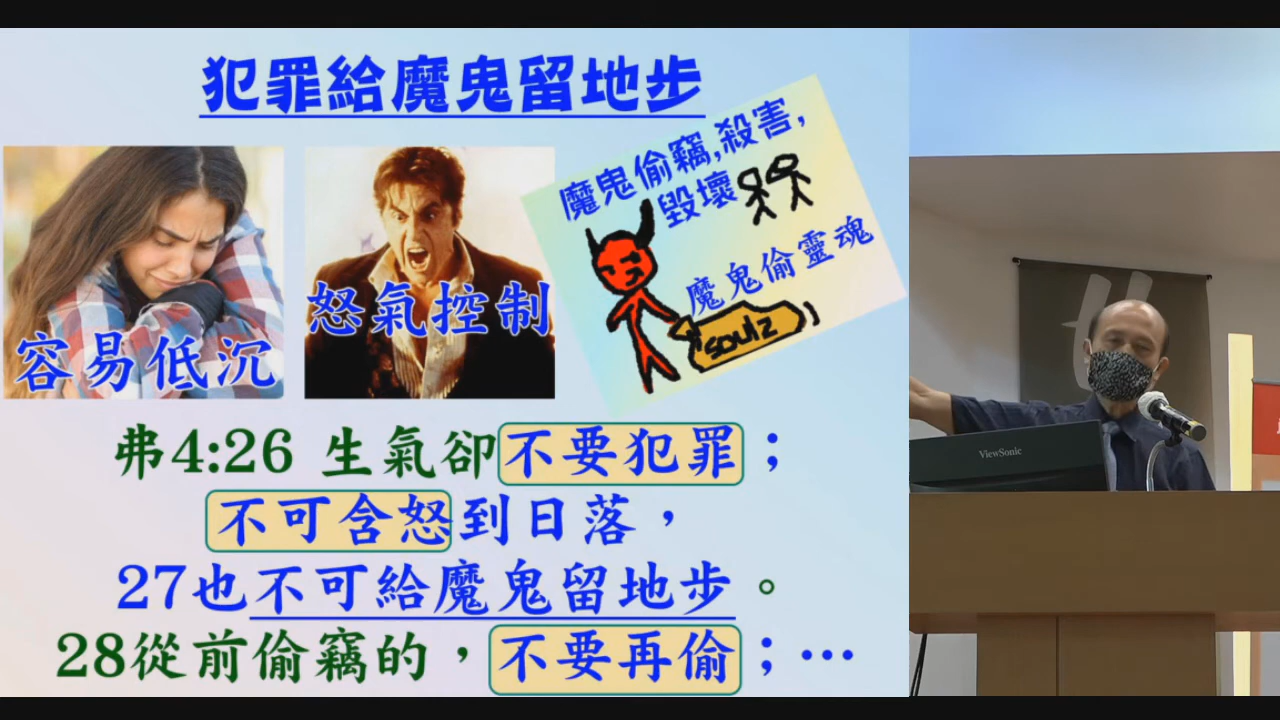 犯罪給魔鬼留地步
容易低沉
怒氣控制
魔鬼偷竊,殺害,
毀壞
魔鬼偷靈魂
soulz
弗4:26 生氣卻不要犯罪；
不可含怒到日落，
27也不可給魔鬼留地步。
28從前偷竊的，不要再偷；…
ViewSonic